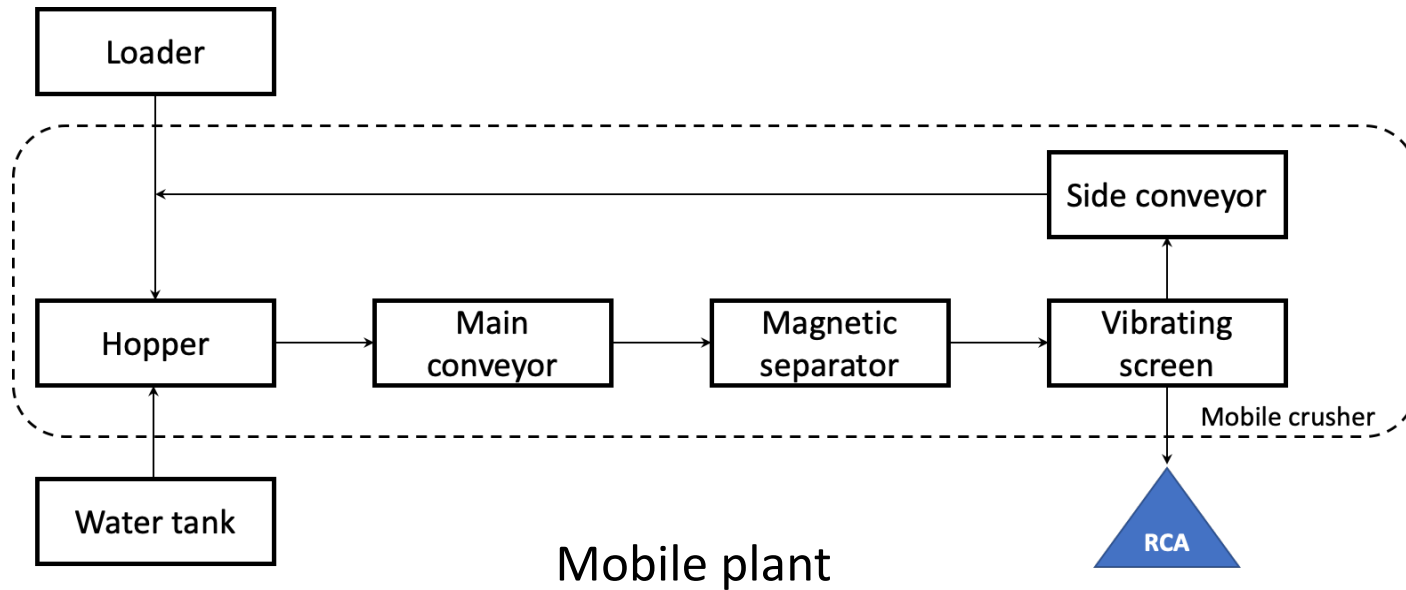 Loader
Side conveyor
Hopper
Main
conveyor
Magnetic
separator
Vibrating
screen
Mobile crusher
Water tank
Mobile plant
RCA